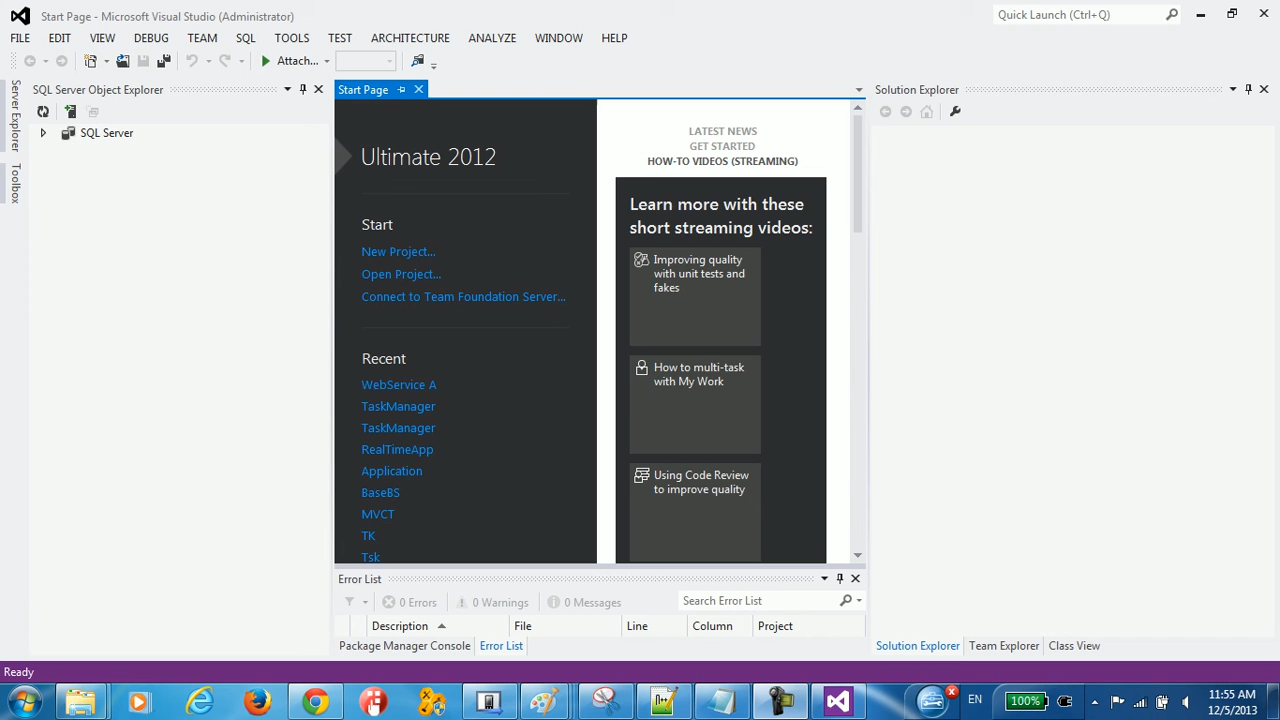 Start Page - Microsoft Visual Studio (Administrator)
Quick Launch (Ctrl+Q)
FILE EDIT VIEW DEBUG TEAM SQL TOOLS TEST ARCHITECTURE ANALYZE WINDOW HELP
Attach...
Server Explorer
Toolbox
SQL Server Object Explorer
SQL Server
Start Page
Ultimate 2012
Start
New Project...
Open Project...
Connect to Team Foundation Server...
Recent
WebService A
TaskManager
TaskManager
RealTimeApp
Application
BaseBS
MVCT
TK
Tsk
LATEST NEWS
GET STARTED
HOW-TO VIDEOS (STREAMING)
Learn more with these
short streaming videos:
Improving quality
with unit tests and
fakes
How to multi-task
with My Work
Using Code Review
to improve quality
Solution Explorer
Error List
0 Errors 0 Warnings 0 Messages Search Error List
Description File Line Column Project
Package Manager Console Error List
Solution Explorer Team Explorer Class View
Ready
EN 100% 11:55 AM
12/5/2013